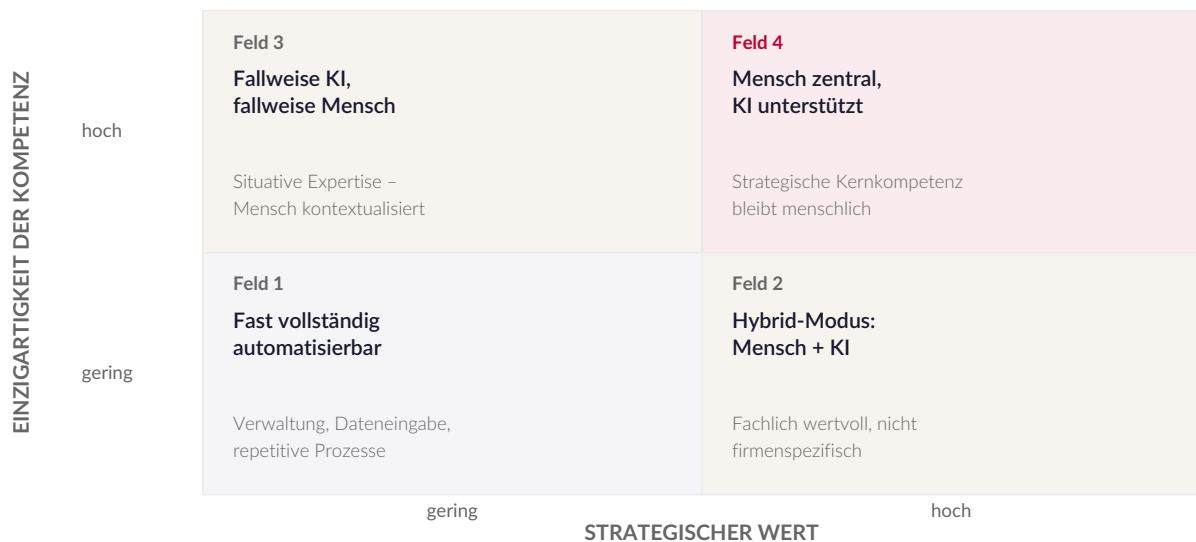 EINZIGARTIGKEIT DER KOMPETENZ
hoch
Feld 3
Fallweise KI,
fallweise Mensch
Situative Expertise –
Mensch kontextualisiert
Feld 4
Mensch zentral,
KI unterstützt
Strategische Kernkompetenz
bleibt menschlich
gering
Feld 1
Fast vollständig
automatisierbar
Verwaltung, Dateneingabe,
repetitive Prozesse
Feld 2
Hybrid-Modus:
Mensch + KI
Fachlich wertvoll, nicht
firmenspezifisch
gering
hoch
STRATEGISCHER WERT